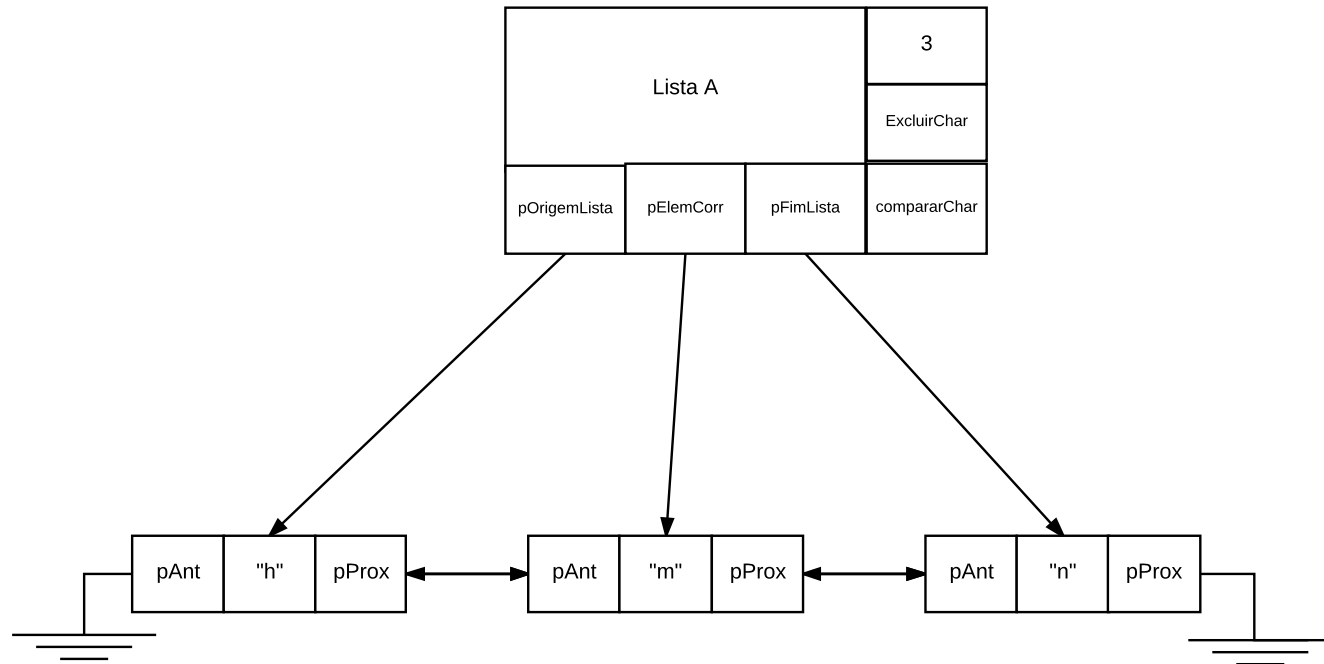 3
Lista A
ExcluirChar
pOrigemLista
pElemCorr
pFimLista
compararChar
pAnt
"h"
pProx
pAnt
"m"
pProx
pAnt
"n"
pProx